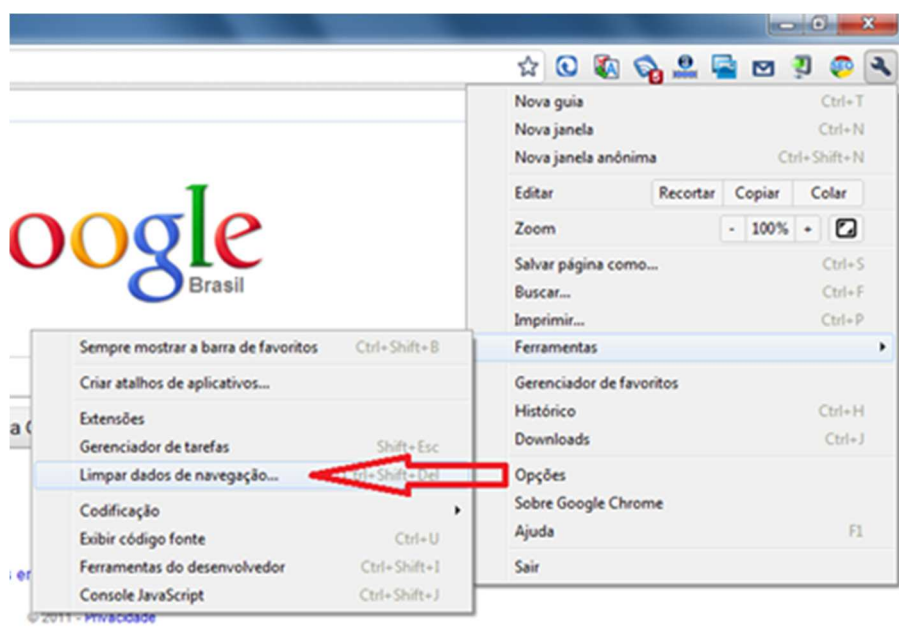 Nova guia Ctrl+T
Nova janela Ctrl+N
Nova janela anônima Ctrl+Shift+N
Editar Recortar Copiar Colar
Zoom - 100% +
Salvar página como... Ctrl+S
Buscar... Ctrl+F
Imprimir... Ctrl+P
Ferramentas
Gerenciador de favoritos
Histórico Ctrl+H
Downloads Ctrl+J
Opções
Sobre Google Chrome
Ajuda F1
Sair
oogle
Brasil
Sempre mostrar a barra de favoritos Ctrl+Shift+B
Criar atalhos de aplicativos...
Extensões
Gerenciador de tarefas Shift+Esc
Limpar dados de navegação... Ctrl+Shift+Del
Codificação
Exibir código fonte Ctrl+U
Ferramentas do desenvolvedor Ctrl+Shift+I
Console JavaScript Ctrl+Shift+J
© 2011 - Privacidade